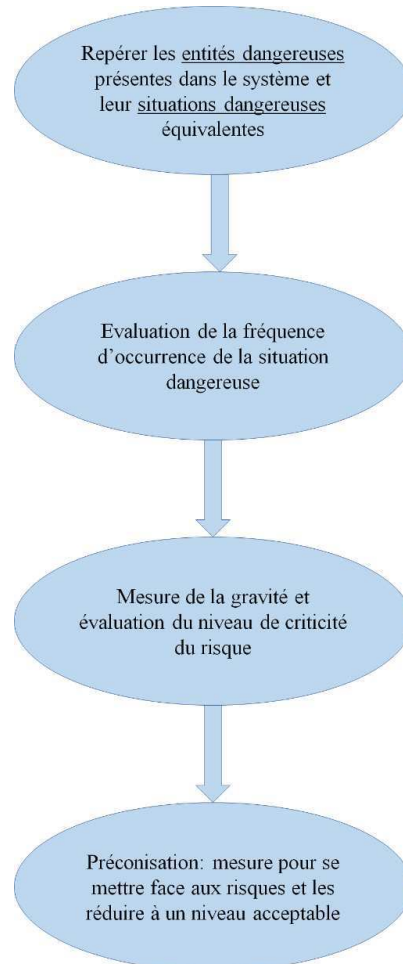 Repérer les entités dangereuses
présentes dans le système et
leur situations dangereuses
équivalentes
Evaluation de la fréquence
d'occurrence de la situation
dangereuse
Mesure de la gravité et
évaluation du niveau de criticité
du risque
Préconisation: mesure pour se
mettre face aux risques et les
réduire à un niveau acceptable